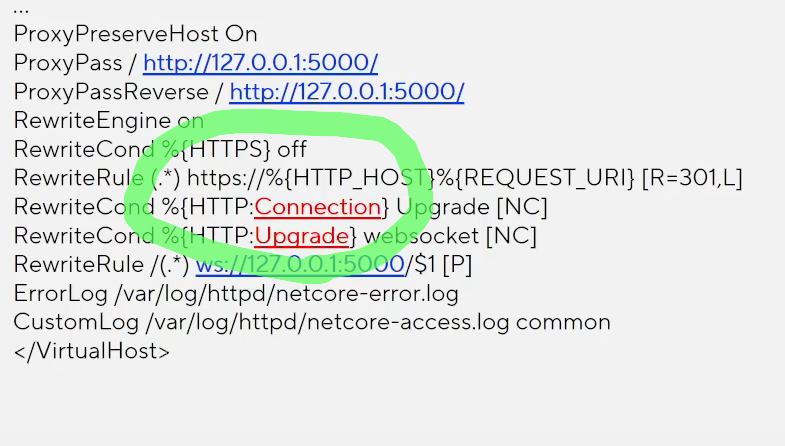 ...
ProxyPreserveHost On
ProxyPass / http://127.0.0.1:5000/
ProxyPassReverse / http://127.0.0.1:5000/
RewriteEngine on
RewriteCond %{HTTPS} off
RewriteRule (.*) https://%{HTTP_HOST}%{REQUEST_URI} [R=301,L]
RewriteCond %{HTTP:Connection} Upgrade [NC]
RewriteCond %{HTTP:Upgrade} websocket [NC]
RewriteRule /(.*) ws://127.0.0.1:5000/$1 [P]
ErrorLog /var/log/httpd/netcore-error.log
CustomLog /var/log/httpd/netcore-access.log common
</VirtualHost>